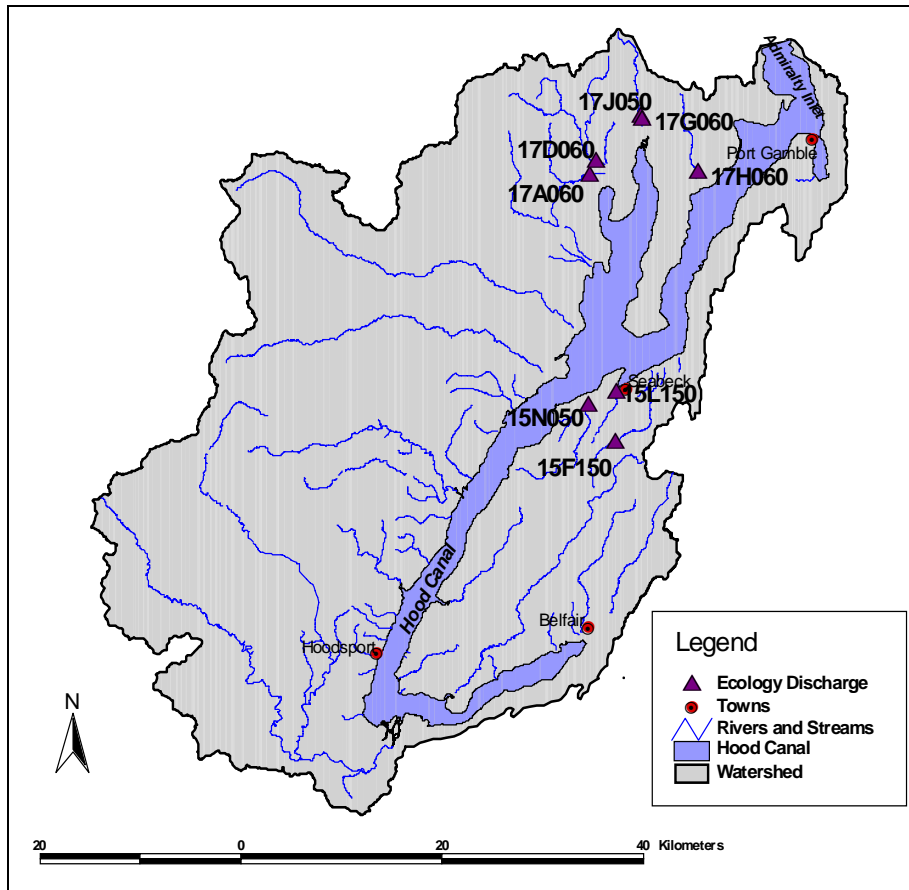 Admiralty Inlet
17J050
17G060
Port Gamble
17D060
17H060
17A060
Seabeck
15L150
15N050
15F150
Hood Canal
Belfair
Hoodsport
Legend
Ecology Discharge
Towns
Rivers and Streams
Hood Canal
Watershed
N
20 0 20 40 Kilometers